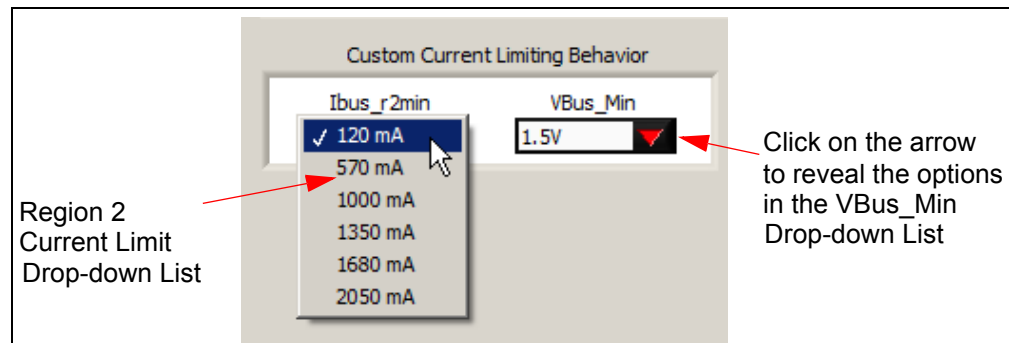 Custom Current Limiting Behavior
Ibus_r2min
VBus_Min
✓ 120 mA
1.5V
570 mA
1000 mA
1350 mA
1680 mA
2050 mA
Region 2
Current Limit
Drop-down List
Click on the arrow
to reveal the options
in the VBus_Min
Drop-down List